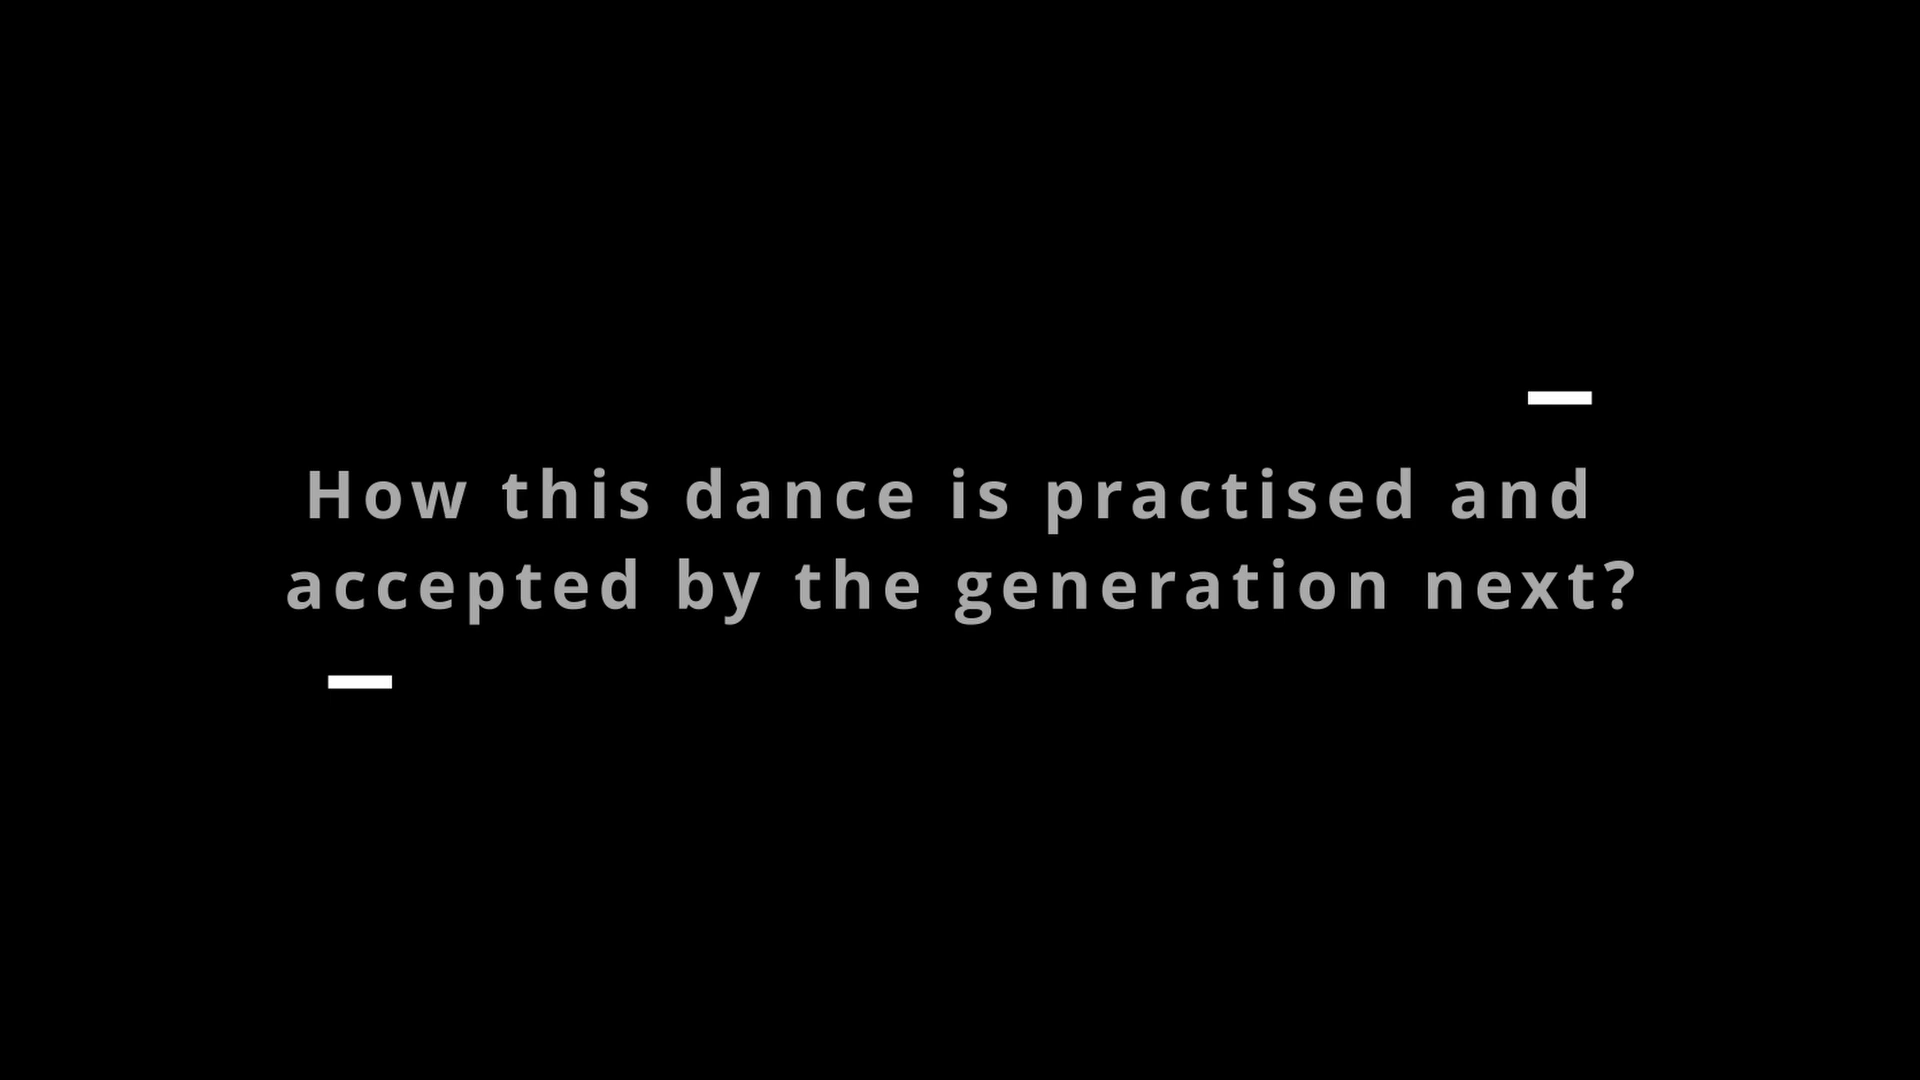 How this dance is practised and
accepted by the generation next?